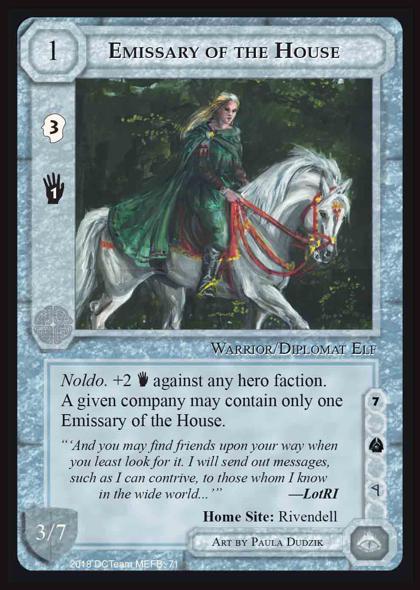 1
EMISSARY OF THE HOUSE
3
1
WARRIOR/DIPLOMAT ELF
Noldo. +2 against any hero faction.
A given company may contain only one
Emissary of the House.
“‘And you may find friends upon your way when
you least look for it. I will send out messages,
such as I can contrive, to those whom I know
in the wide world...’” —LotRI
Home Site: Rivendell
7
3/7
ART BY PAULA DUDZIK
2018 DCTeam MEFB: 71